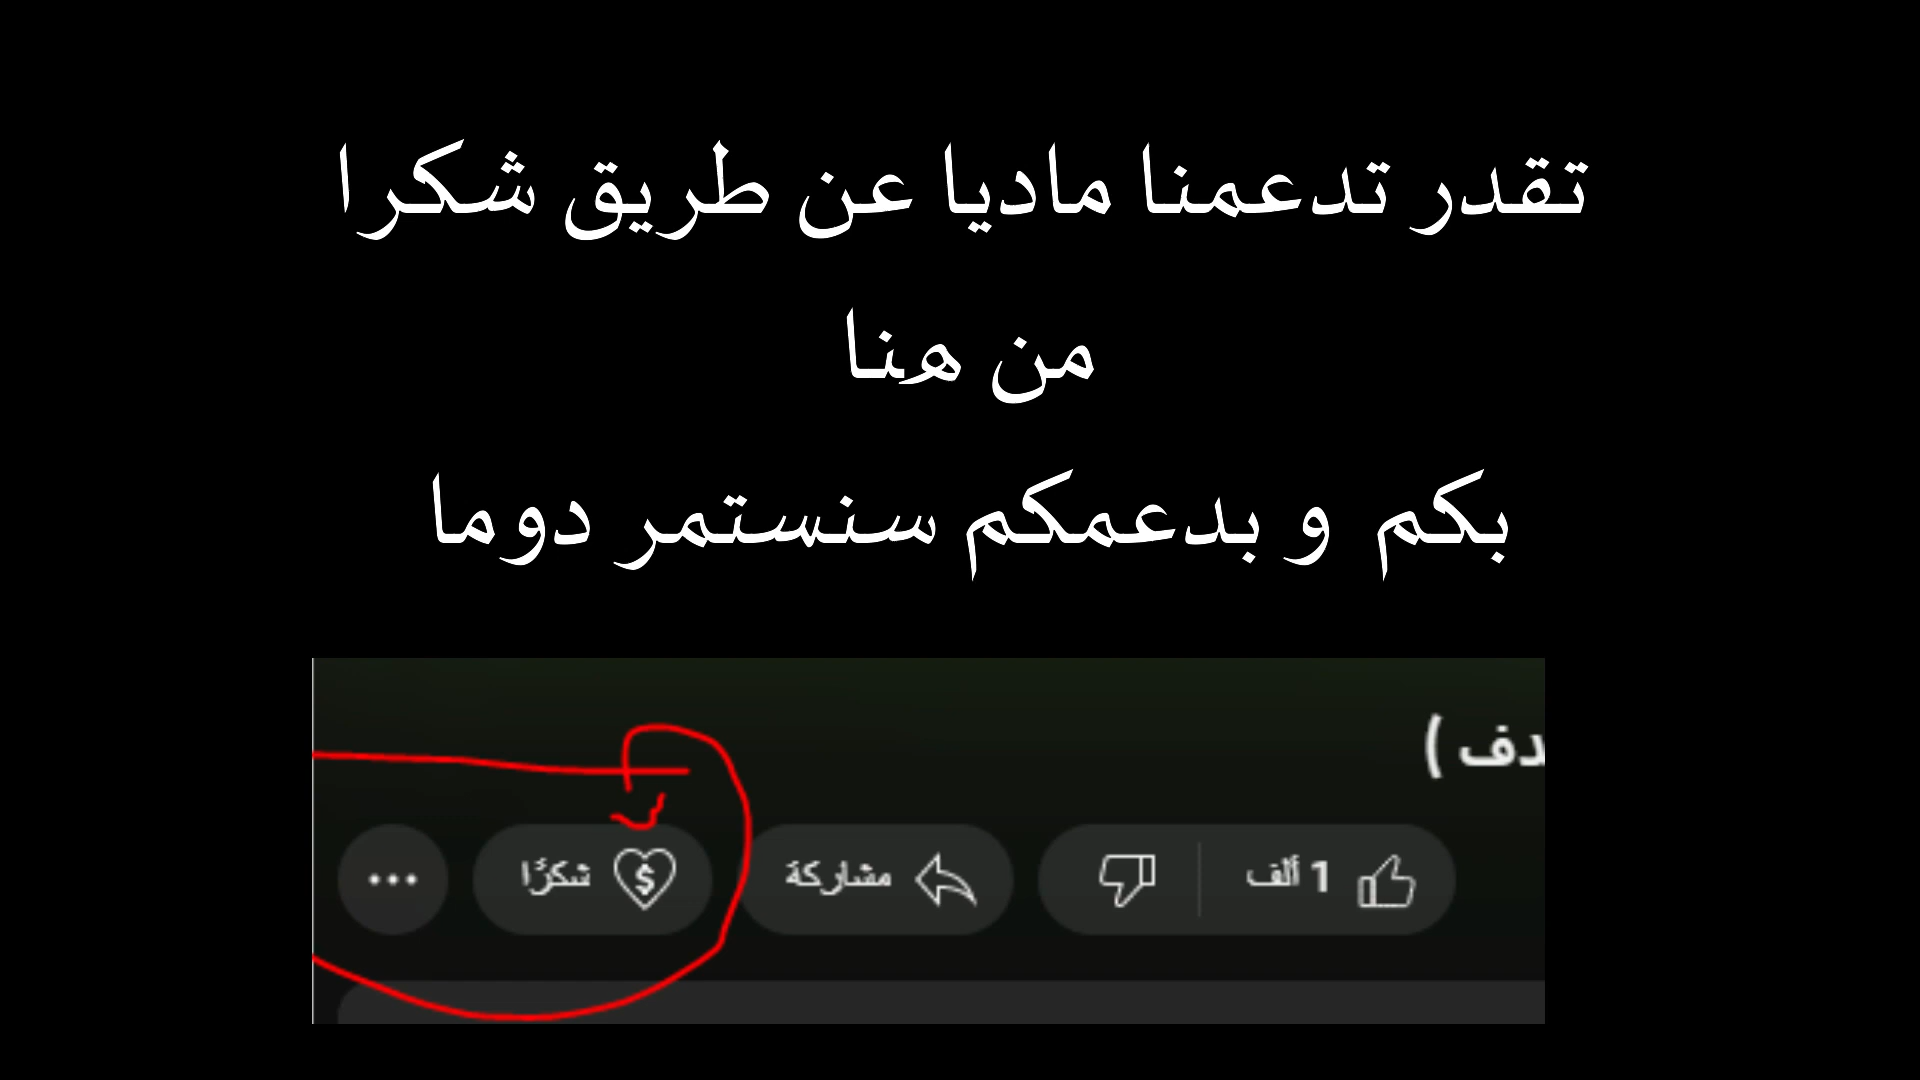 تقدر تدعمنا ماديا عن طريق شكرا
من هنا
بكم و بدعمكم سنستمر دوما
دف )
1 ألف
مشاركة
شكرًا